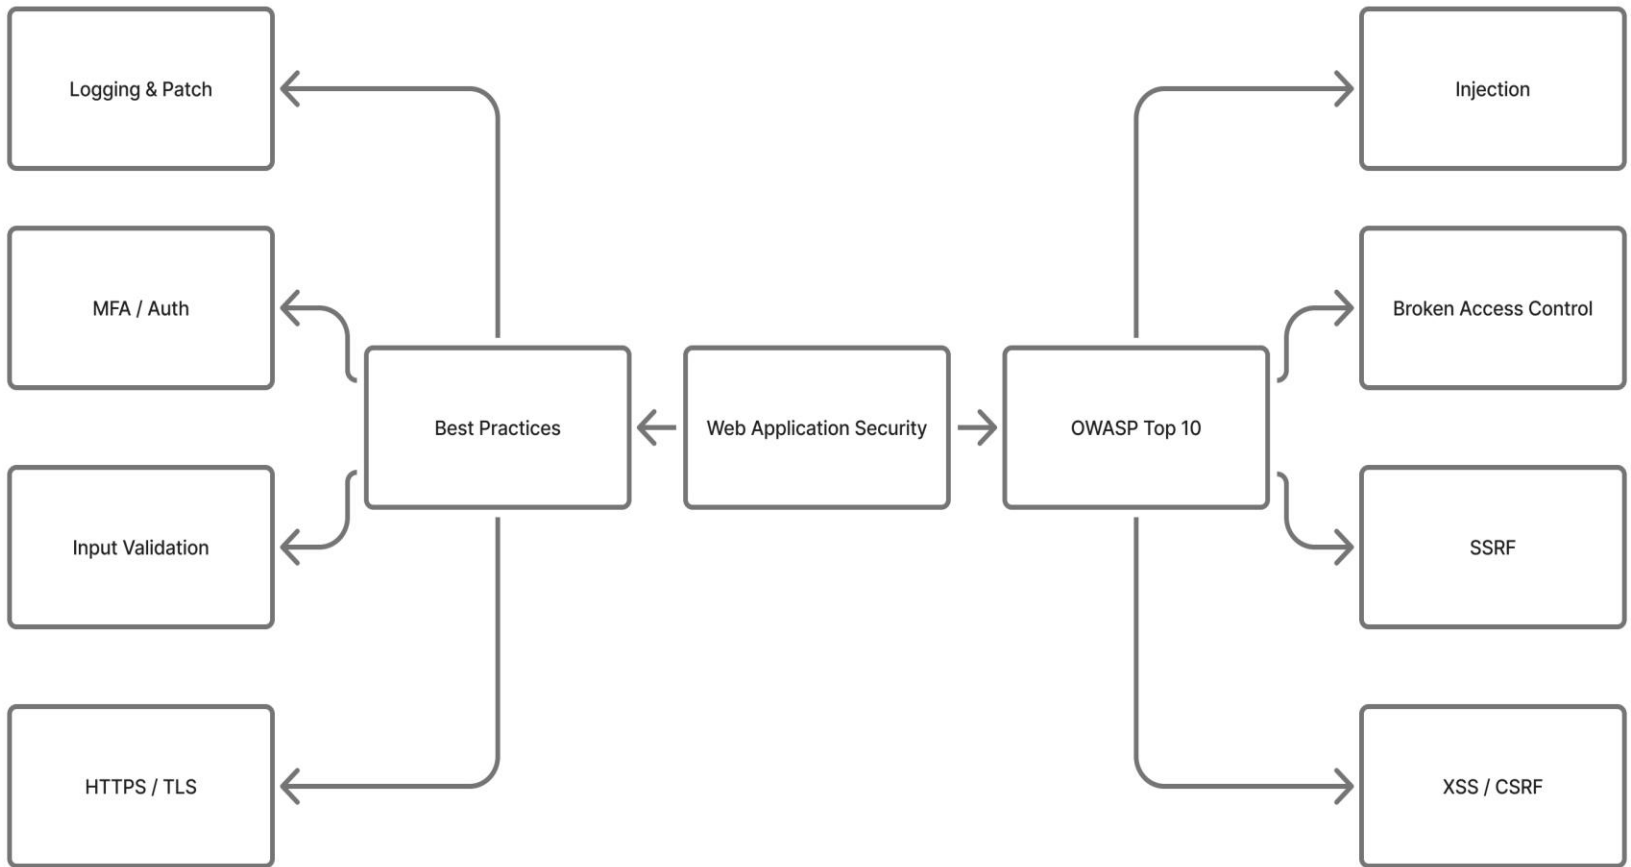 Logging & Patch
Injection
MFA / Auth
Broken Access Control
Best Practices
Web Application Security
OWASP Top 10
Input Validation
SSRF
HTTPS / TLS
XSS / CSRF